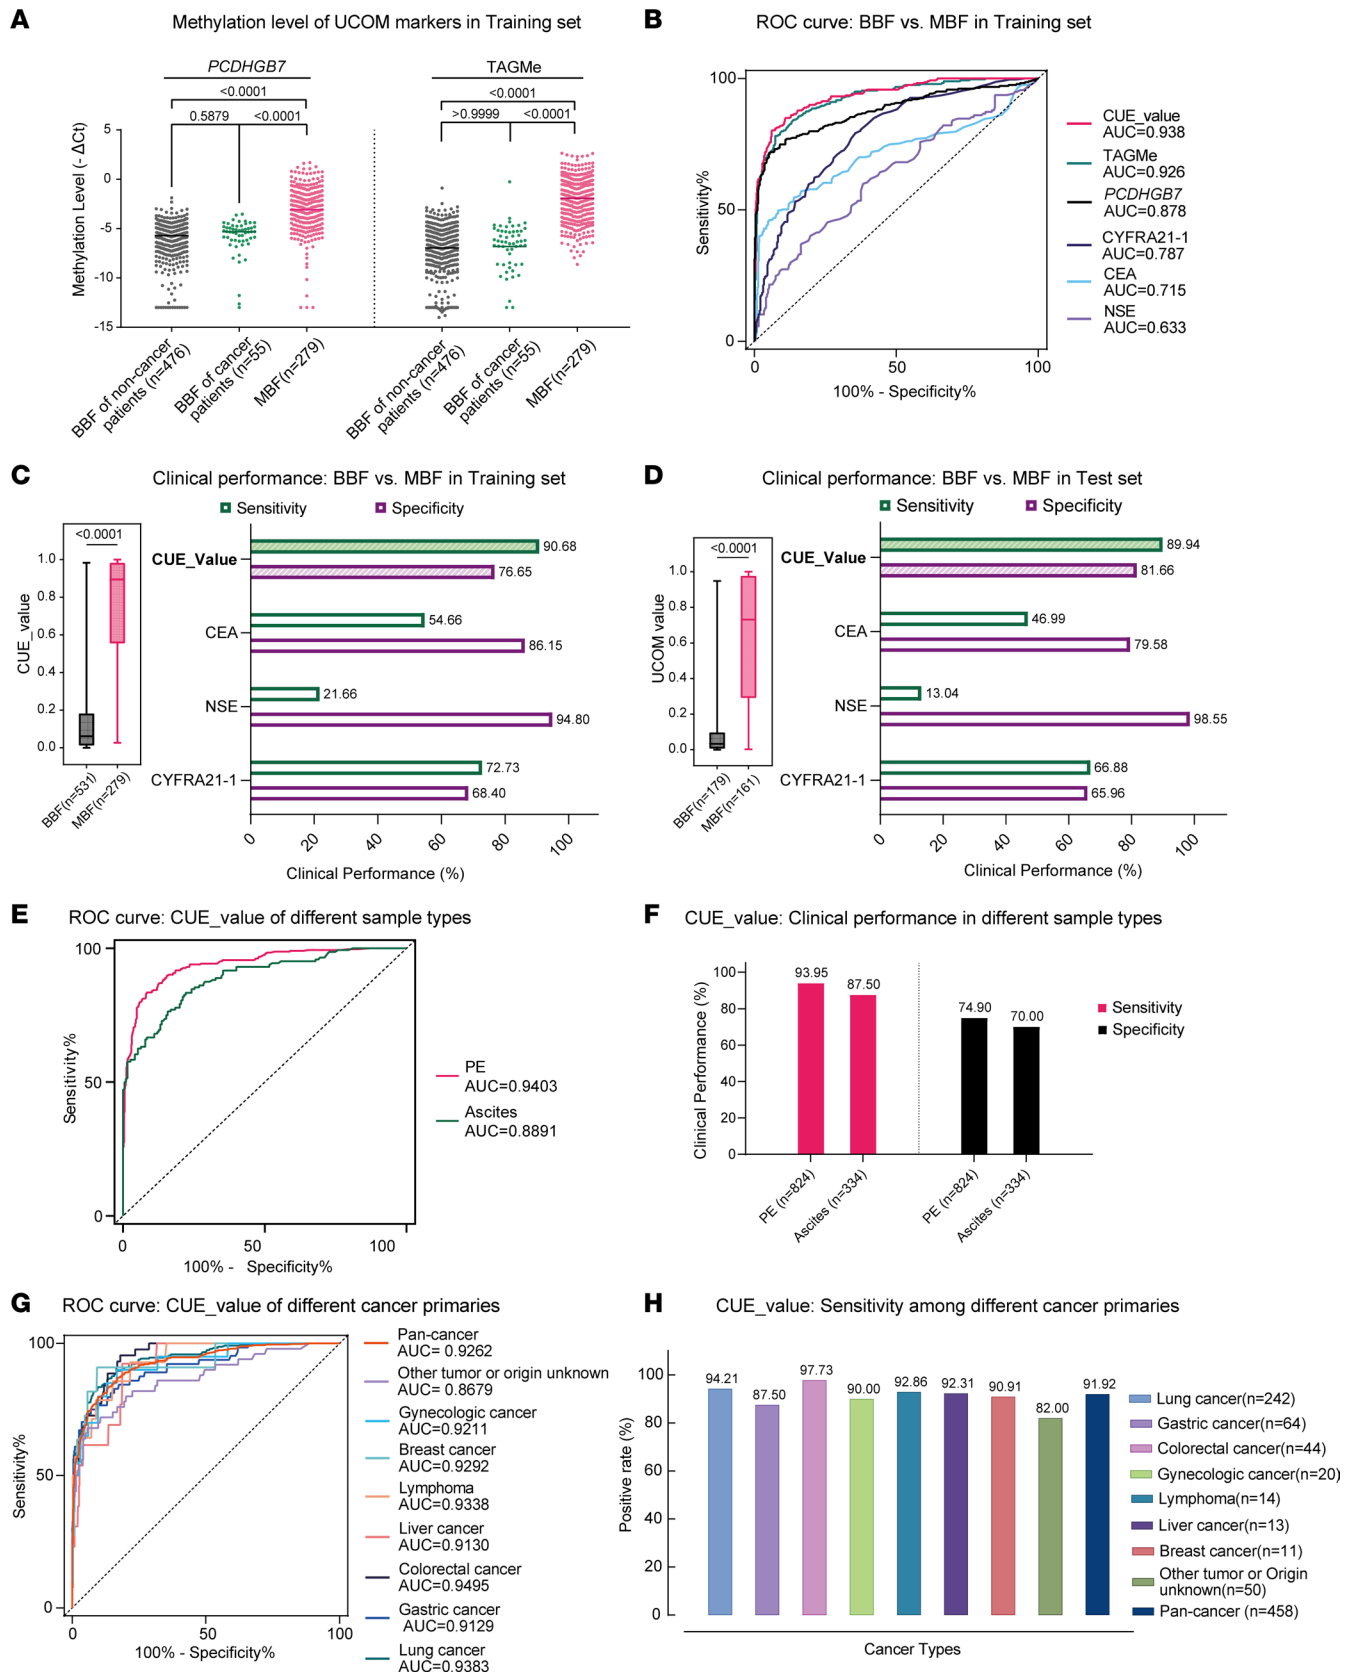 A
Methylation level of UCOM markers in Training set
PCDHGB7
TAGMe
<0.0001
<0.0001
0.5879
<0.0001
>0.9999
<0.0001
Methylation Level (- ΔCt)
5
0
-5
-10
-15
BBF of non-cancer
patients (n=476)
BBF of cancer
patients (n=55)
MBF(n=279)
BBF of non-cancer
patients (n=476)
BBF of cancer
patients (n=55)
MBF(n=279)
B
ROC curve: BBF vs. MBF in Training set
Sensitivity%
100
50
0
0
50
100
100% - Specificity%
CUE_value
AUC=0.938
TAGMe
AUC=0.926
PCDHGB7
AUC=0.878
CYFRA21-1
AUC=0.787
CEA
AUC=0.715
NSE
AUC=0.633
C
Clinical performance: BBF vs. MBF in Training set
Sensitivity
Specificity
<0.0001
CUE_value
1.0
0.8
0.6
0.4
0.2
0.0
BBF(n=531)
MBF(n=279)
CUE_Value
90.68
76.65
CEA
54.66
86.15
NSE
21.66
94.80
CYFRA21-1
72.73
68.40
0
20
40
60
80
100
Clinical Performance (%)
D
Clinical performance: BBF vs. MBF in Test set
Sensitivity
Specificity
<0.0001
UCOM value
1.0
0.8
0.6
0.4
0.2
0.0
BBF(n=179)
MBF(n=161)
CUE_Value
89.94
81.66
CEA
46.99
79.58
NSE
13.04
98.55
CYFRA21-1
66.88
65.96
0
20
40
60
80
100
Clinical Performance (%)
E
ROC curve: CUE_value of different sample types
Sensitivity%
100
50
0
0
50
100
100% - Specificity%
PE
AUC=0.9403
Ascites
AUC=0.8891
F
CUE_value: Clinical performance in different sample types
Clinical Performance (%)
100
80
60
40
20
0
93.95
87.50
74.90
70.00
PE (n=824)
Ascites (n=334)
PE (n=824)
Ascites (n=334)
Sensitivity
Specificity
G
ROC curve: CUE_value of different cancer primaries
Sensitivity%
100
50
0
0
50
100
100% - Specificity%
Pan-cancer
AUC= 0.9262
Other tumor or origin unknown
AUC= 0.8679
Gynecologic cancer
AUC=0.9211
Breast cancer
AUC=0.9292
Lymphoma
AUC=0.9338
Liver cancer
AUC=0.9130
Colorectal cancer
AUC=0.9495
Gastric cancer
AUC=0.9129
Lung cancer
AUC=0.9383
H
CUE_value: Sensitivity among different cancer primaries
Positive rate (%)
100
80
60
40
20
0
94.21
87.50
97.73
90.00
92.86
92.31
90.91
82.00
91.92
Cancer Types
Lung cancer(n=242)
Gastric cancer(n=64)
Colorectal cancer(n=44)
Gynecologic cancer(n=20)
Lymphoma(n=14)
Liver cancer(n=13)
Breast cancer(n=11)
Other tumor or Origin
unknown(n=50)
Pan-cancer (n=458)